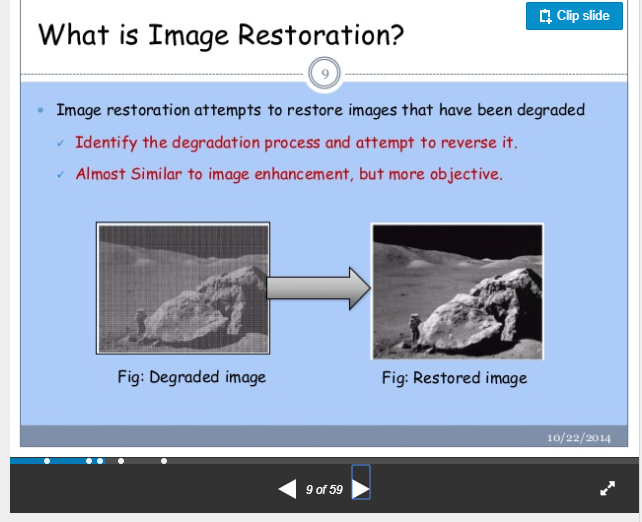 Clip slide
What is Image Restoration?
9
Image restoration attempts to restore images that have been degraded
Identify the degradation process and attempt to reverse it.
Almost Similar to image enhancement, but more objective.
Fig: Degraded image
Fig: Restored image
10/22/2014
9 of 59